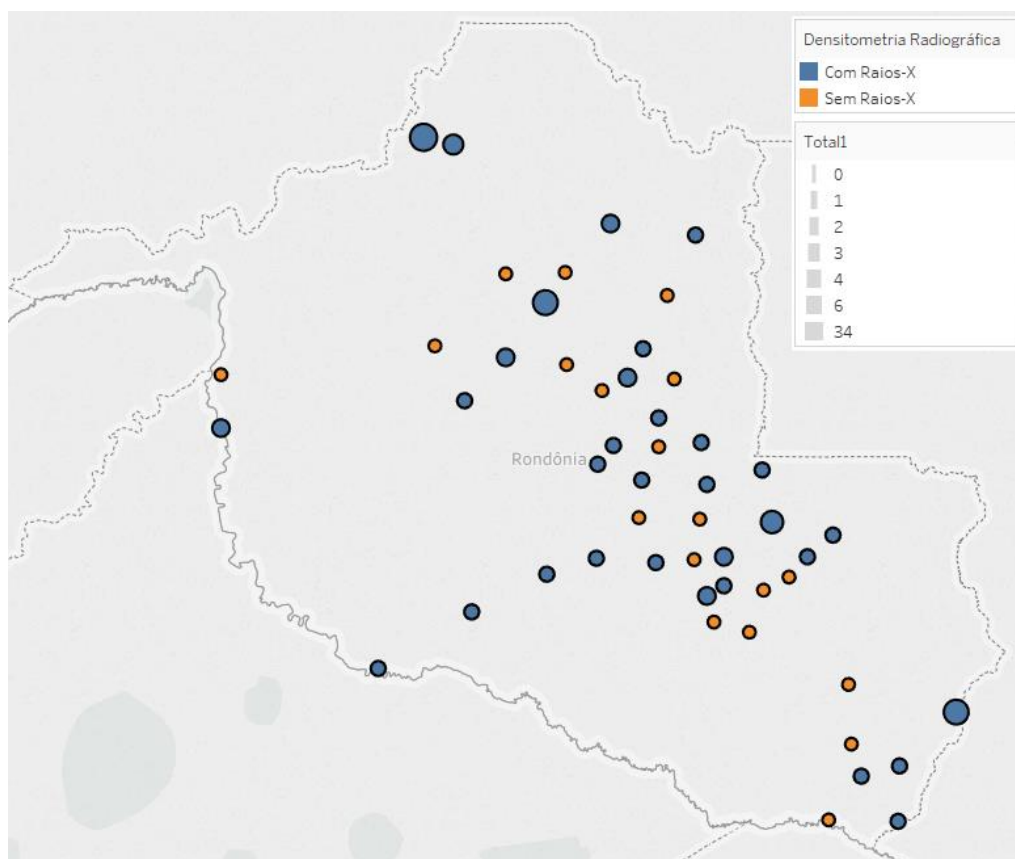 Densitometria Radiográfica
Com Raios-X
Sem Raios-X
Total1
0
1
2
3
4
6
34
Rondônia